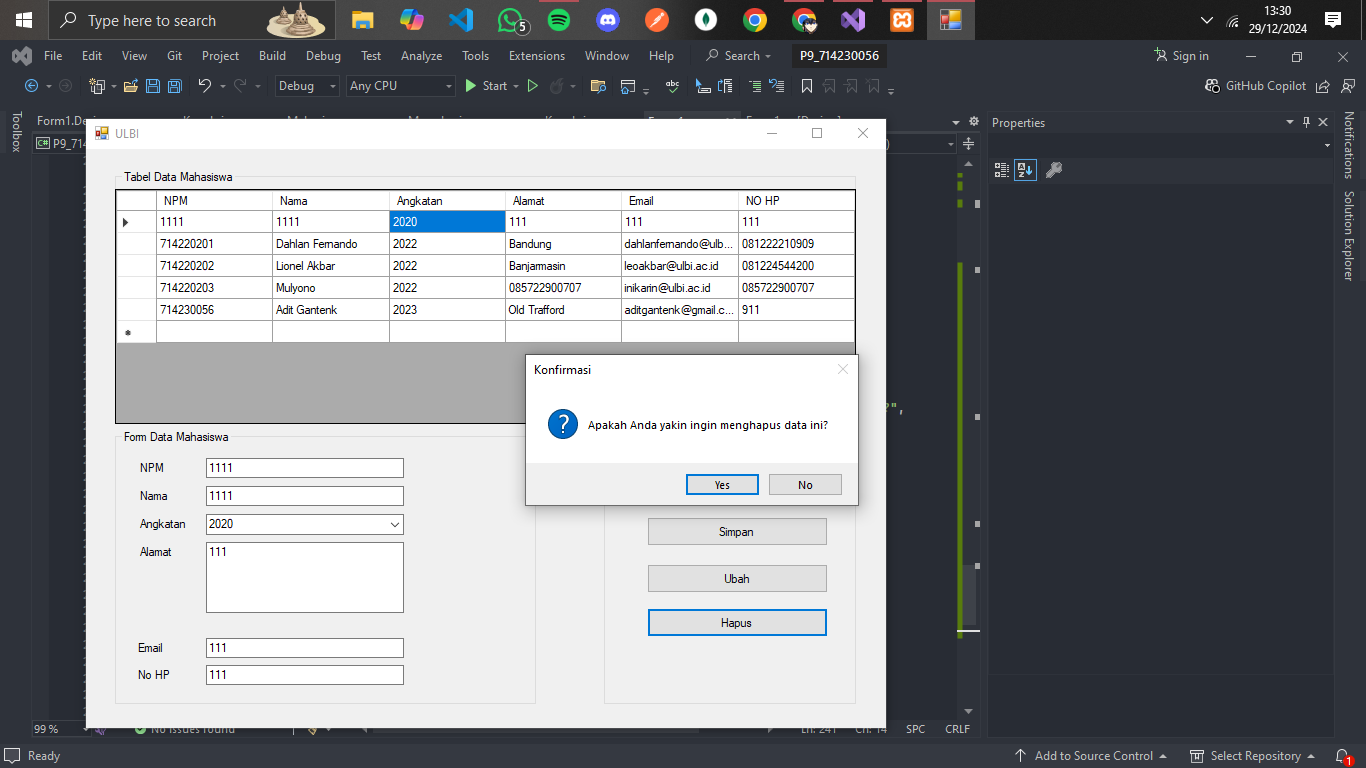 Type here to search
5
13:30
29/12/2024
File Edit View Git Project Build Debug Test Analyze Tools Extensions Window Help Search P9_714230056 Sign in
Debug Any CPU Start GitHub Copilot
Toolbox
ULBI
Properties
Notifications
Solution Explorer
Tabel Data Mahasiswa
NPM Nama Angkatan Alamat Email NO HP
1111 1111 2020 111 111 111
714220201 Dahlan Fernando 2022 Bandung dahlanfernando@ulb... 081222210909
714220202 Lionel Akbar 2022 Banjarmasin leoakbar@ulbi.ac.id 081224544200
714220203 Mulyono 2022 085722900707 inikarin@ulbi.ac.id 085722900707
714230056 Adit Gantenk 2023 Old Trafford aditgantenk@gmail.c... 911
Konfirmasi
Apakah Anda yakin ingin menghapus data ini?
Yes No
Form Data Mahasiswa
NPM 1111
Nama 1111
Angkatan 2020
Alamat 111
Email 111
No HP 111
Simpan
Ubah
Hapus
99 % No issues found Ln: 241 Ch: 14 SPC CRLF
Ready Add to Source Control Select Repository 1